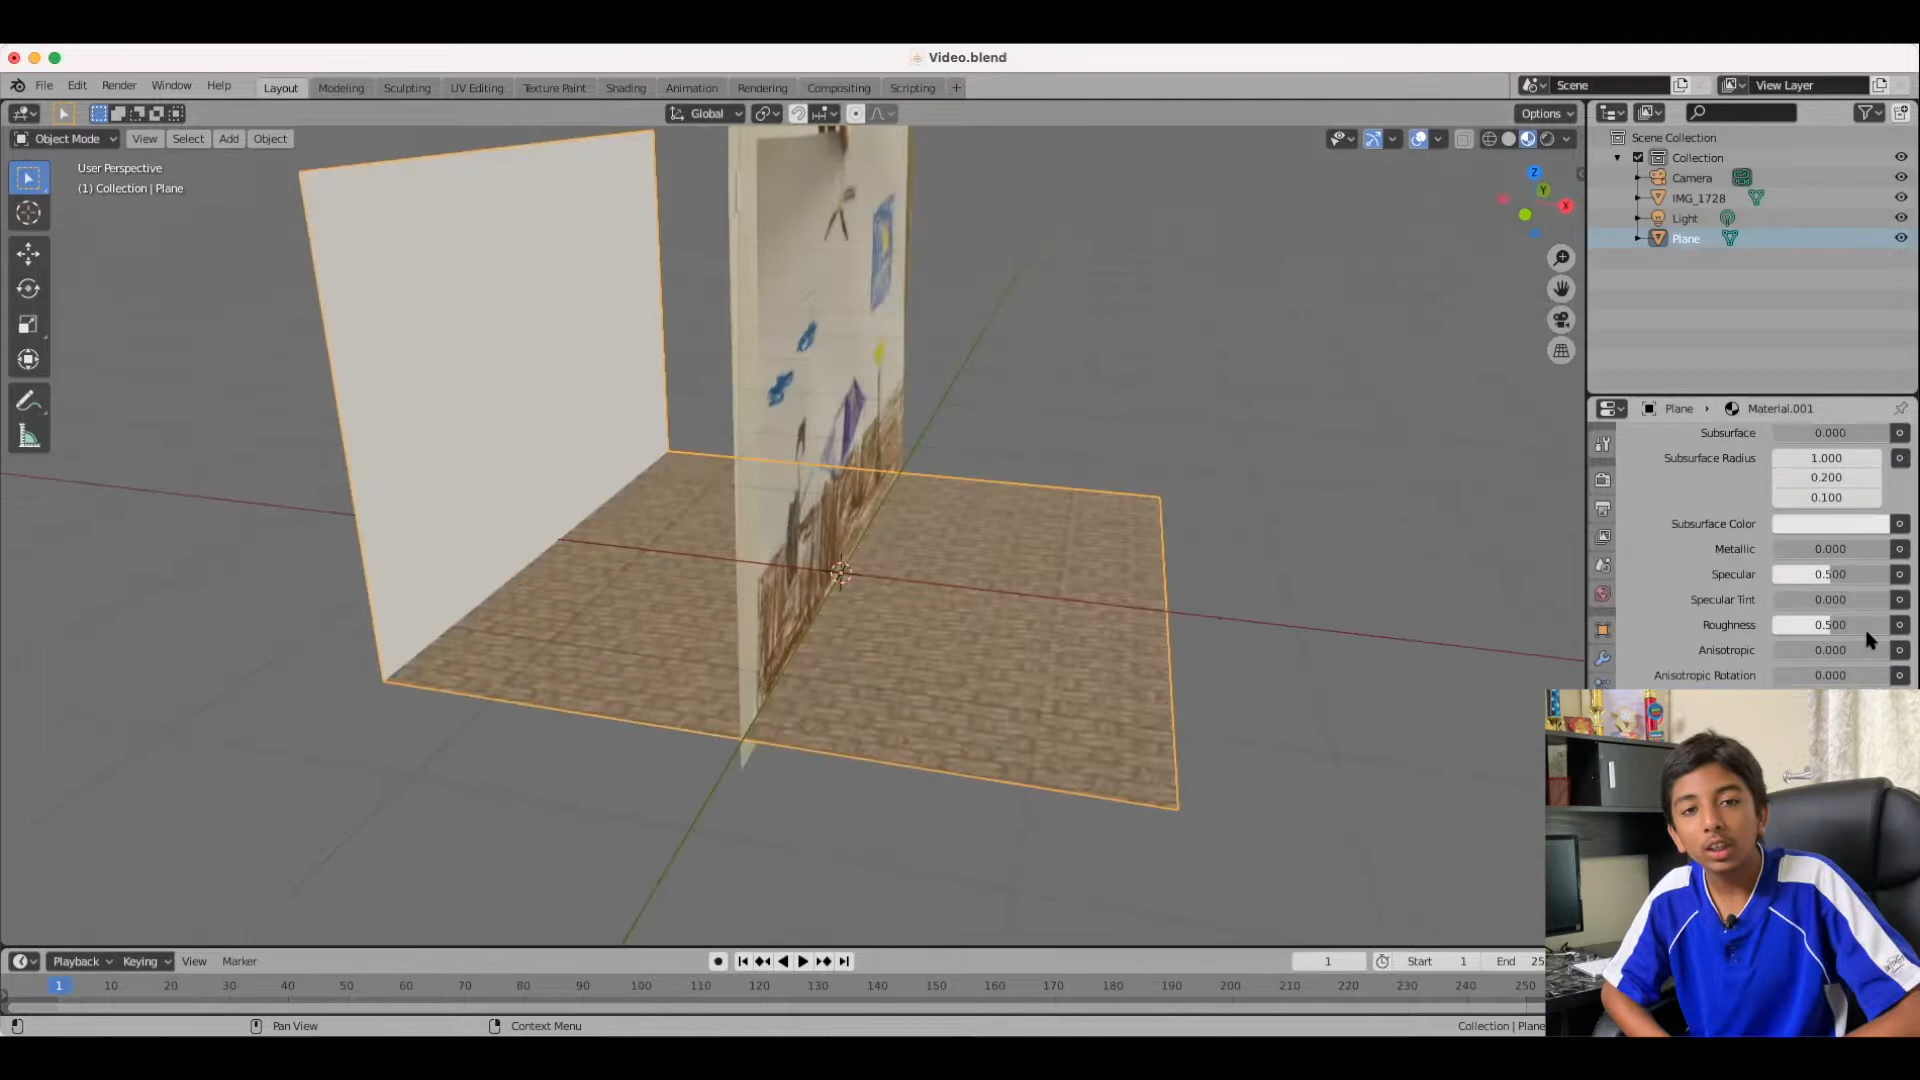 Video.blend
File Edit Render Window Help Layout Modeling Sculpting UV Editing Texture Paint Shading Animation Rendering Compositing Scripting + Scene View Layer
Global Options
Object Mode View Select Add Object
User Perspective
(1) Collection | Plane
Z
Y
X
Scene Collection
Collection
Camera
IMG_1728
Light
Plane
Plane › Material.001
Subsurface 0.000
Subsurface Radius 1.000
0.200
0.100
Subsurface Color
Metallic 0.000
Specular 0.500
Specular Tint 0.000
Roughness 0.500
Anisotropic 0.000
Anisotropic Rotation 0.000
Playback Keying View Marker 1 Start 1 End 25
1 10 20 30 40 50 60 70 80 90 100 110 120 130 140 150 160 170 180 190 200 210 220 230 240 250
Pan View Context Menu Collection | Plane